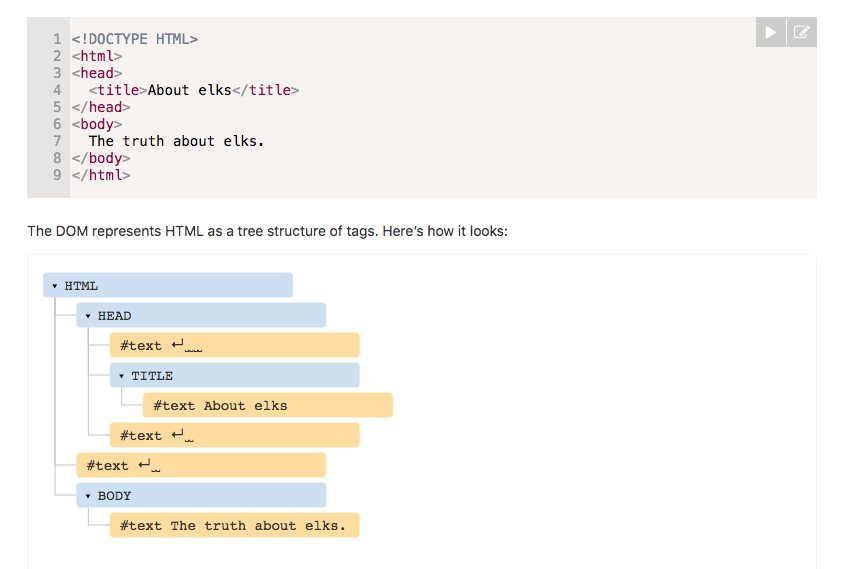 1 <!DOCTYPE HTML>
2 <html>
3 <head>
4   <title>About elks</title>
5 </head>
6 <body>
7   The truth about elks.
8 </body>
9 </html>
The DOM represents HTML as a tree structure of tags. Here’s how it looks:
▾ HTML
▾ HEAD
#text ↵␣␣
▾ TITLE
#text About elks
#text ↵␣
#text ↵␣
▾ BODY
#text The truth about elks.